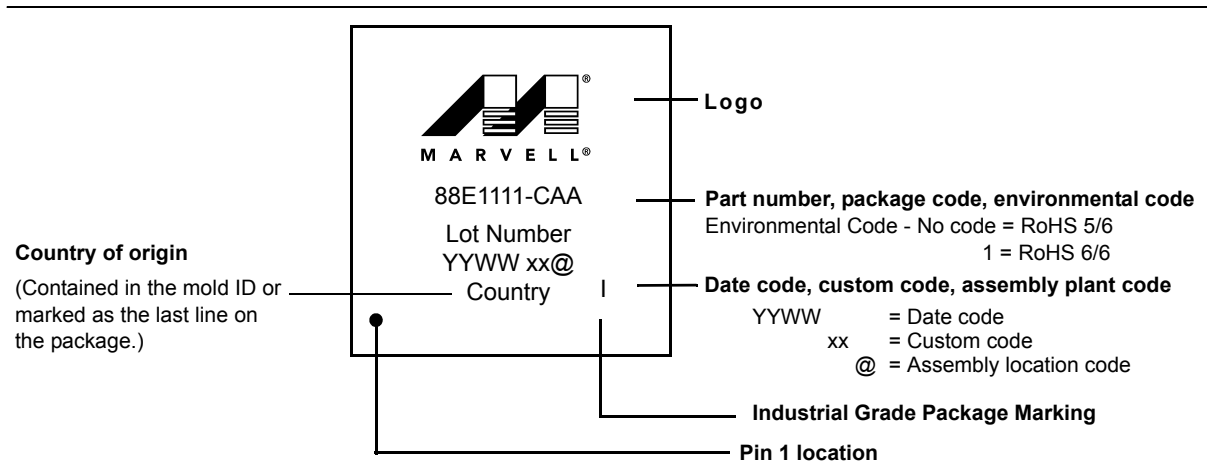 ®
MARVELL®
88E1111-CAA
Lot Number
YYWW xx@
Country I
Logo
Part number, package code, environmental code
Environmental Code - No code = RoHS 5/6
1 = RoHS 6/6
Country of origin
(Contained in the mold ID or
marked as the last line on
the package.)
Date code, custom code, assembly plant code
YYWW = Date code
xx = Custom code
@ = Assembly location code
Industrial Grade Package Marking
Pin 1 location